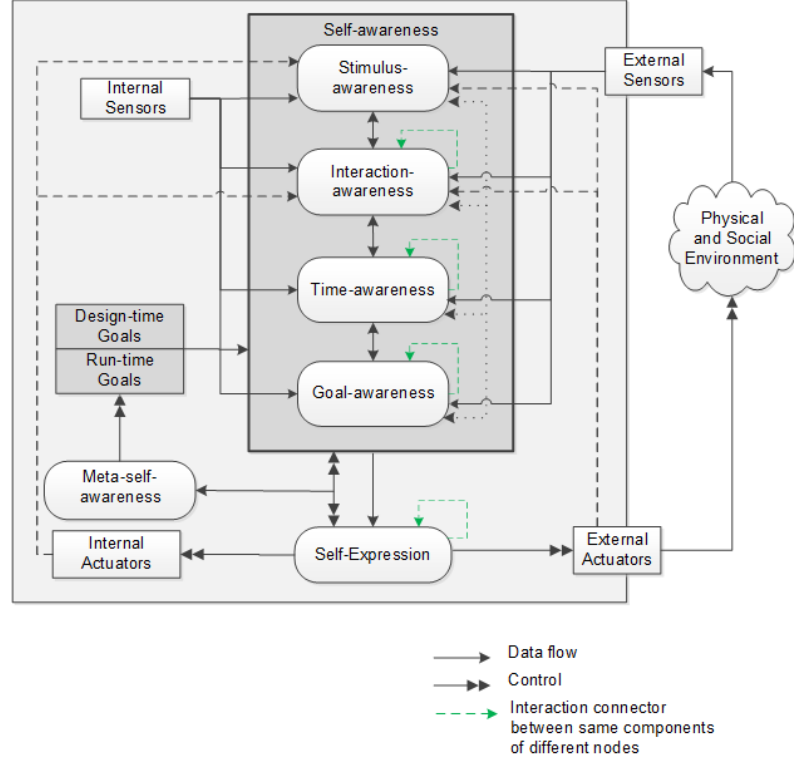 Self-awareness
Stimulus-
awareness
External
Sensors
Internal
Sensors
Interaction-
awareness
Physical
and Social
Environment
Time-awareness
Design-time
Goals
Run-time
Goals
Goal-awareness
Meta-self-
awareness
Internal
Actuators
Self-Expression
External
Actuators
Data flow
Control
Interaction connector
between same components
of different nodes